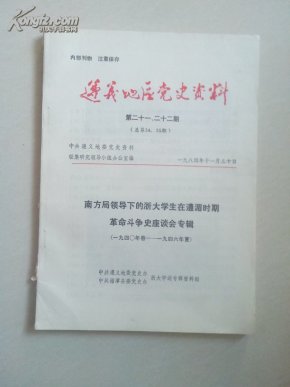 内部刊物 注意保存
遵义地区党史资料
第二十一、二十二期
(总第34、35期)
中共遵义地委党史资料
征集研究领导小组办公室编 一九八四年十一月三十日
南方局领导下的浙大学生在遵湄时期
革命斗争史座谈会专辑
(一九四〇年春——一九四六年夏)
中共遵义地委党史办
中共湄潭县委党史办 浙大学运专辑资料组